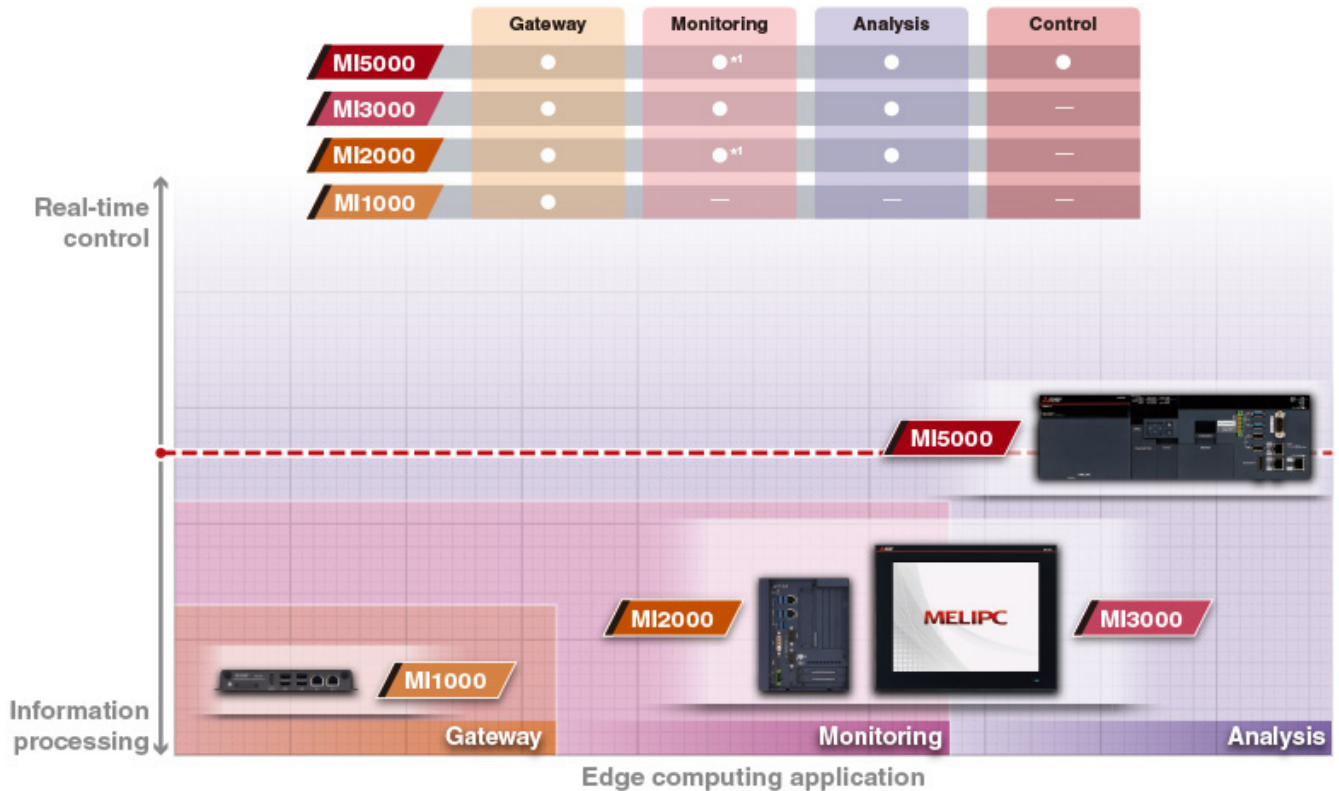 Gateway Monitoring Analysis Control
MI5000 *1
MI3000 —
MI2000 *1 —
MI1000 — — —
Real-time
control
MI5000
MI2000
MELIPC
MI3000
MI1000
Information
processing
Gateway Monitoring Analysis
Edge computing application